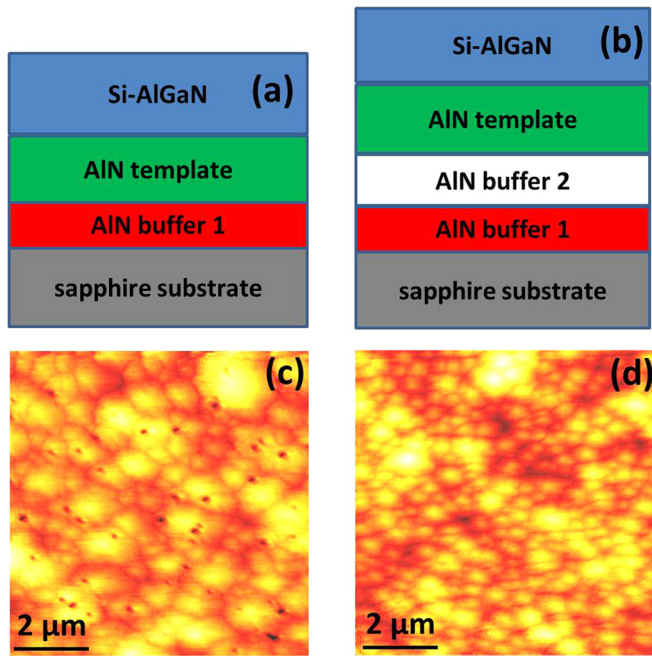 Si-AlGaN
(a)
AlN template
AlN buffer 1
sapphire substrate
Si-AlGaN
(b)
AlN template
AlN buffer 2
AlN buffer 1
sapphire substrate
(c)
2 μm
(d)
2 μm